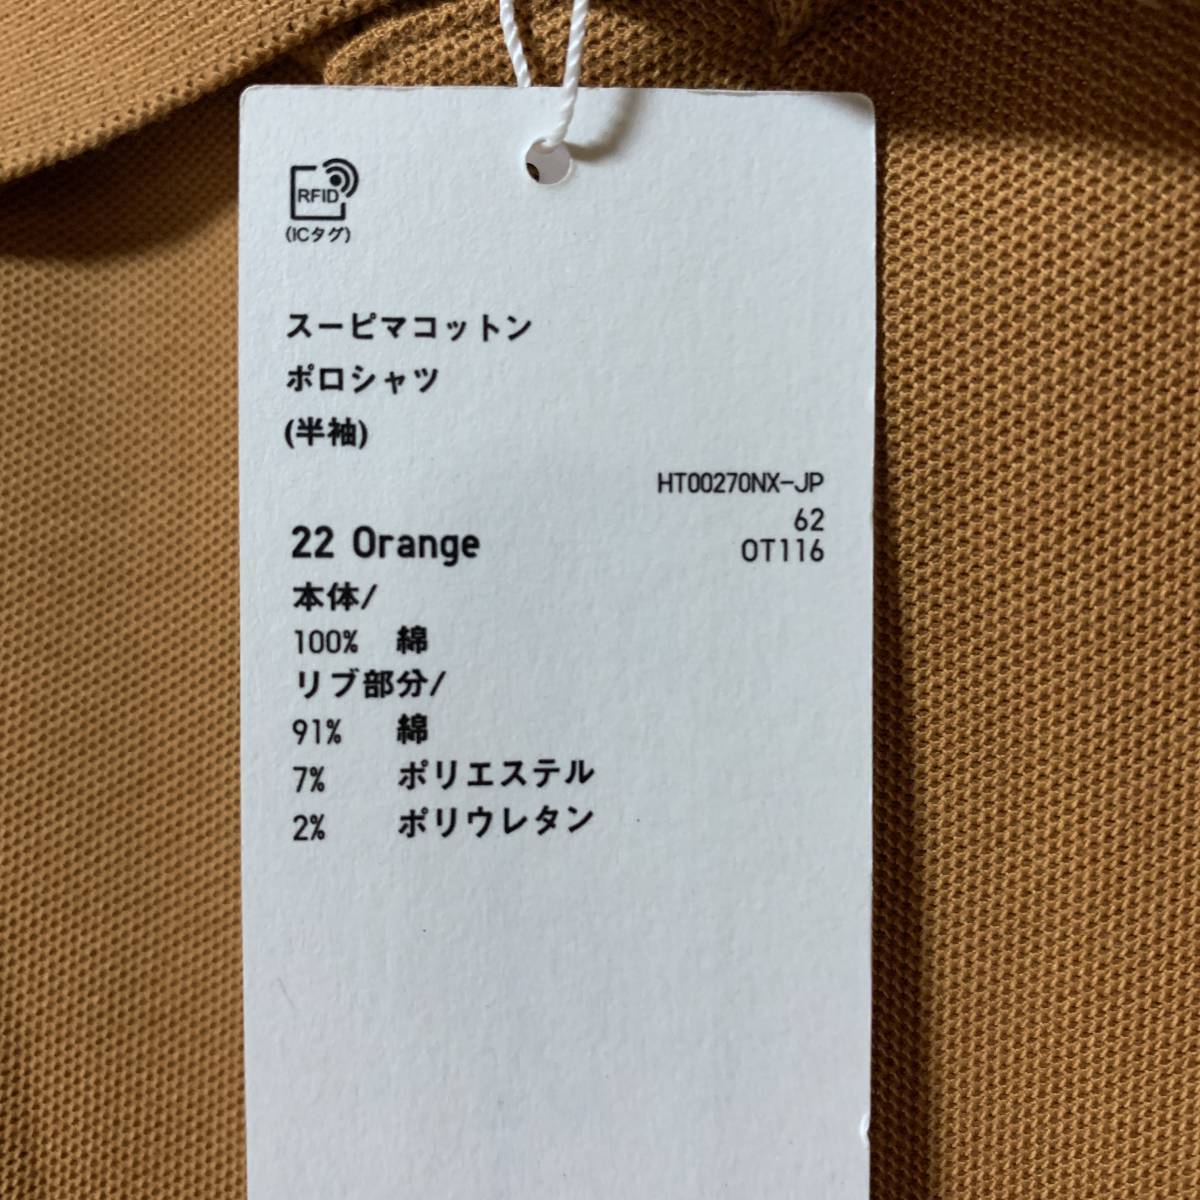 RFID
(ICタグ)
スーピマコットン
ポロシャツ
(半袖)
HT00270NX-JP
62
22 Orange
OT116
本体/
100% 綿
リブ部分/
91% 綿
7% ポリエステル
2% ポリウレタン